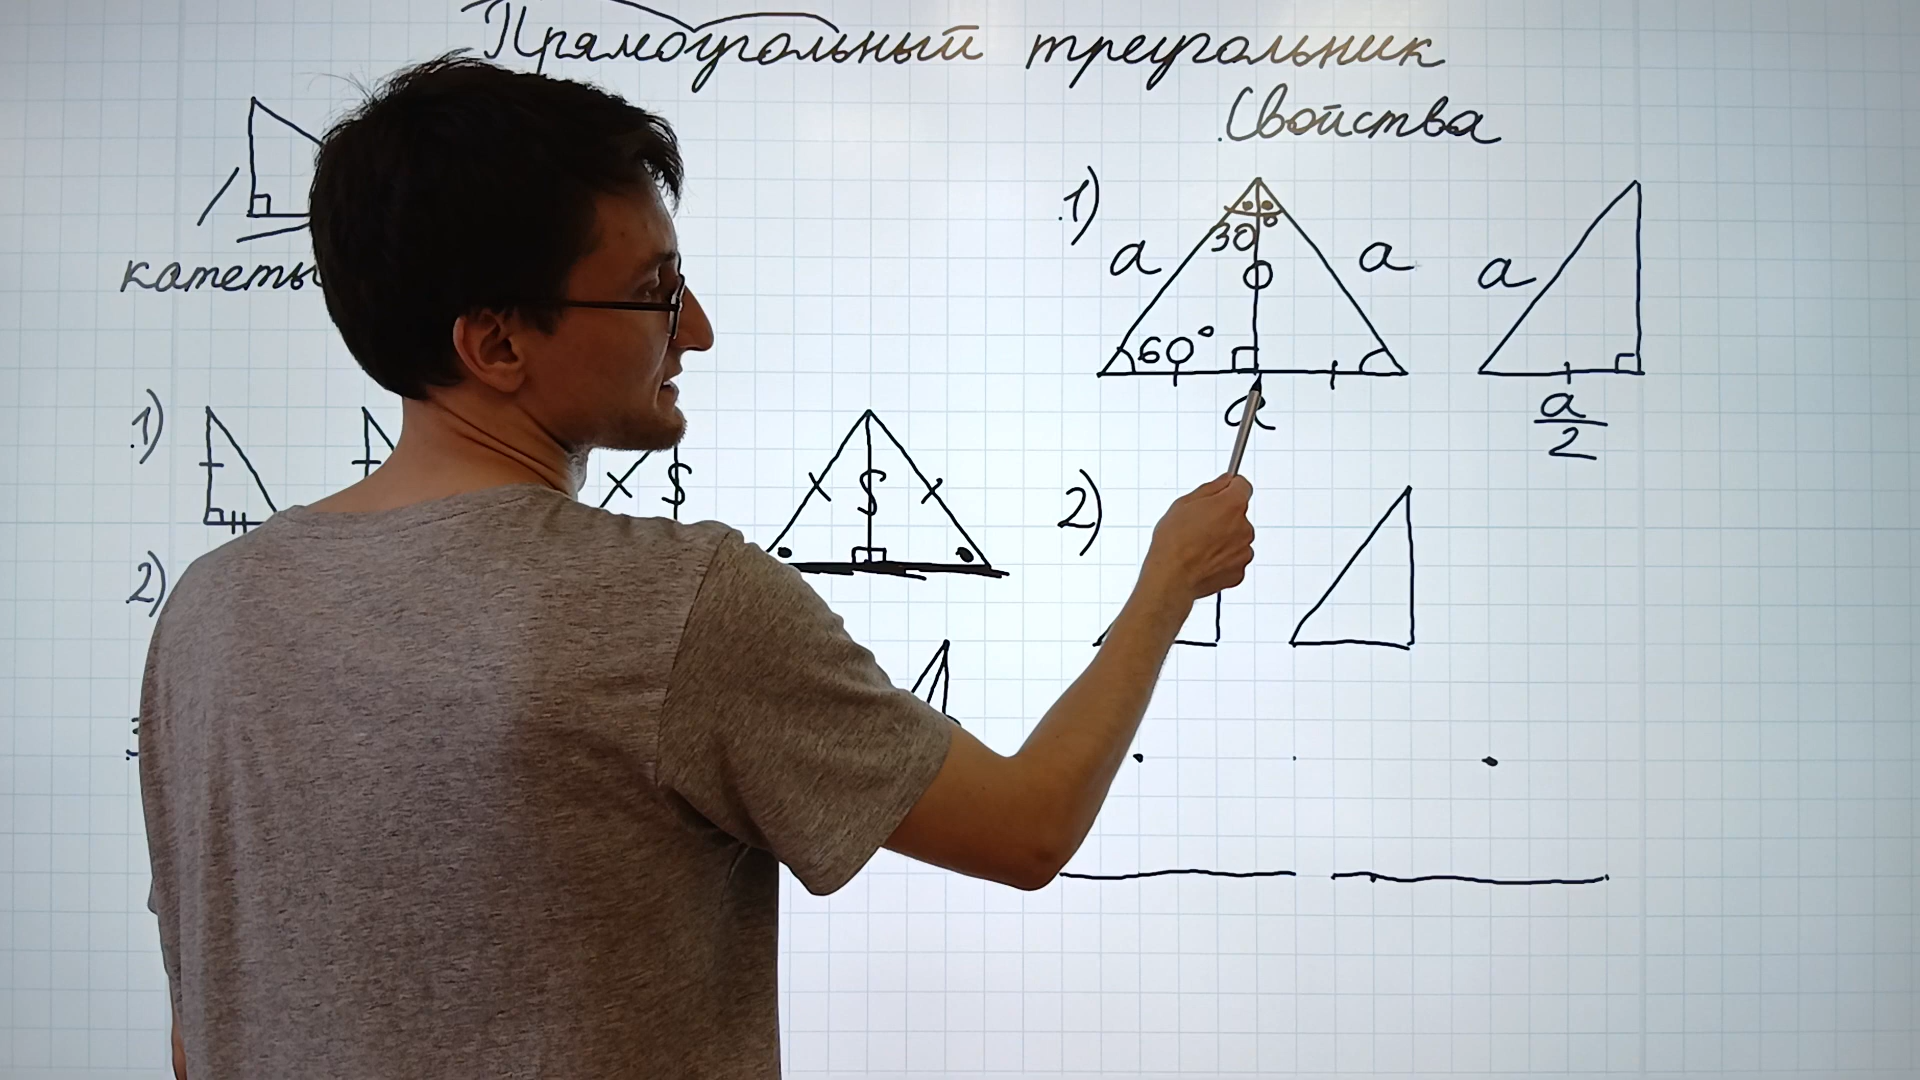 Прямоугольный треугольник
Свойства
катеты
1)
a
30°
a
60°
a
a
a/2
1)
2)
2)